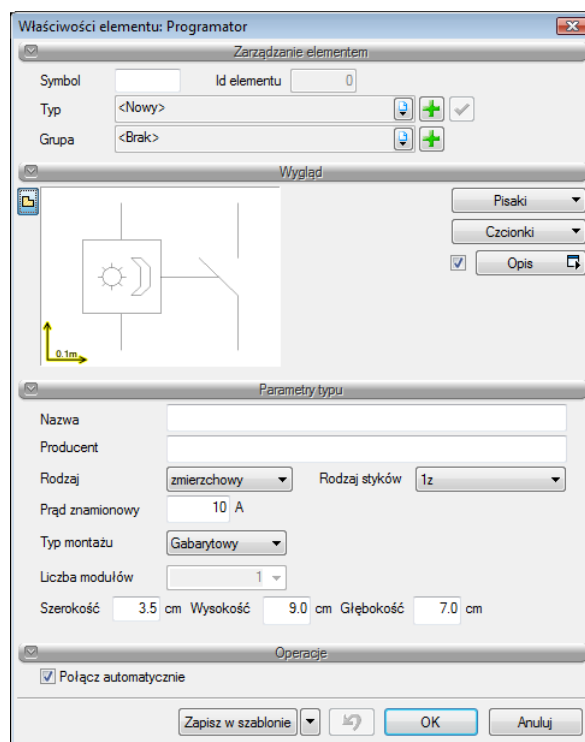 Właściwości elementu: Programator
Zarządzanie elementem
Symbol Id elementu 0
Typ <Nowy>
Grupa <Brak>
Wygląd
Pisaki
Czcionki
Opis
0.1m
Parametry typu
Nazwa
Producent
Rodzaj zmierzchowy Rodzaj styków 1z
Prąd znamionowy 10 A
Typ montażu Gabarytowy
Liczba modułów 1
Szerokość 3.5 cm Wysokość 9.0 cm Głębokość 7.0 cm
Operacje
Połącz automatycznie
Zapisz w szablonie OK Anuluj